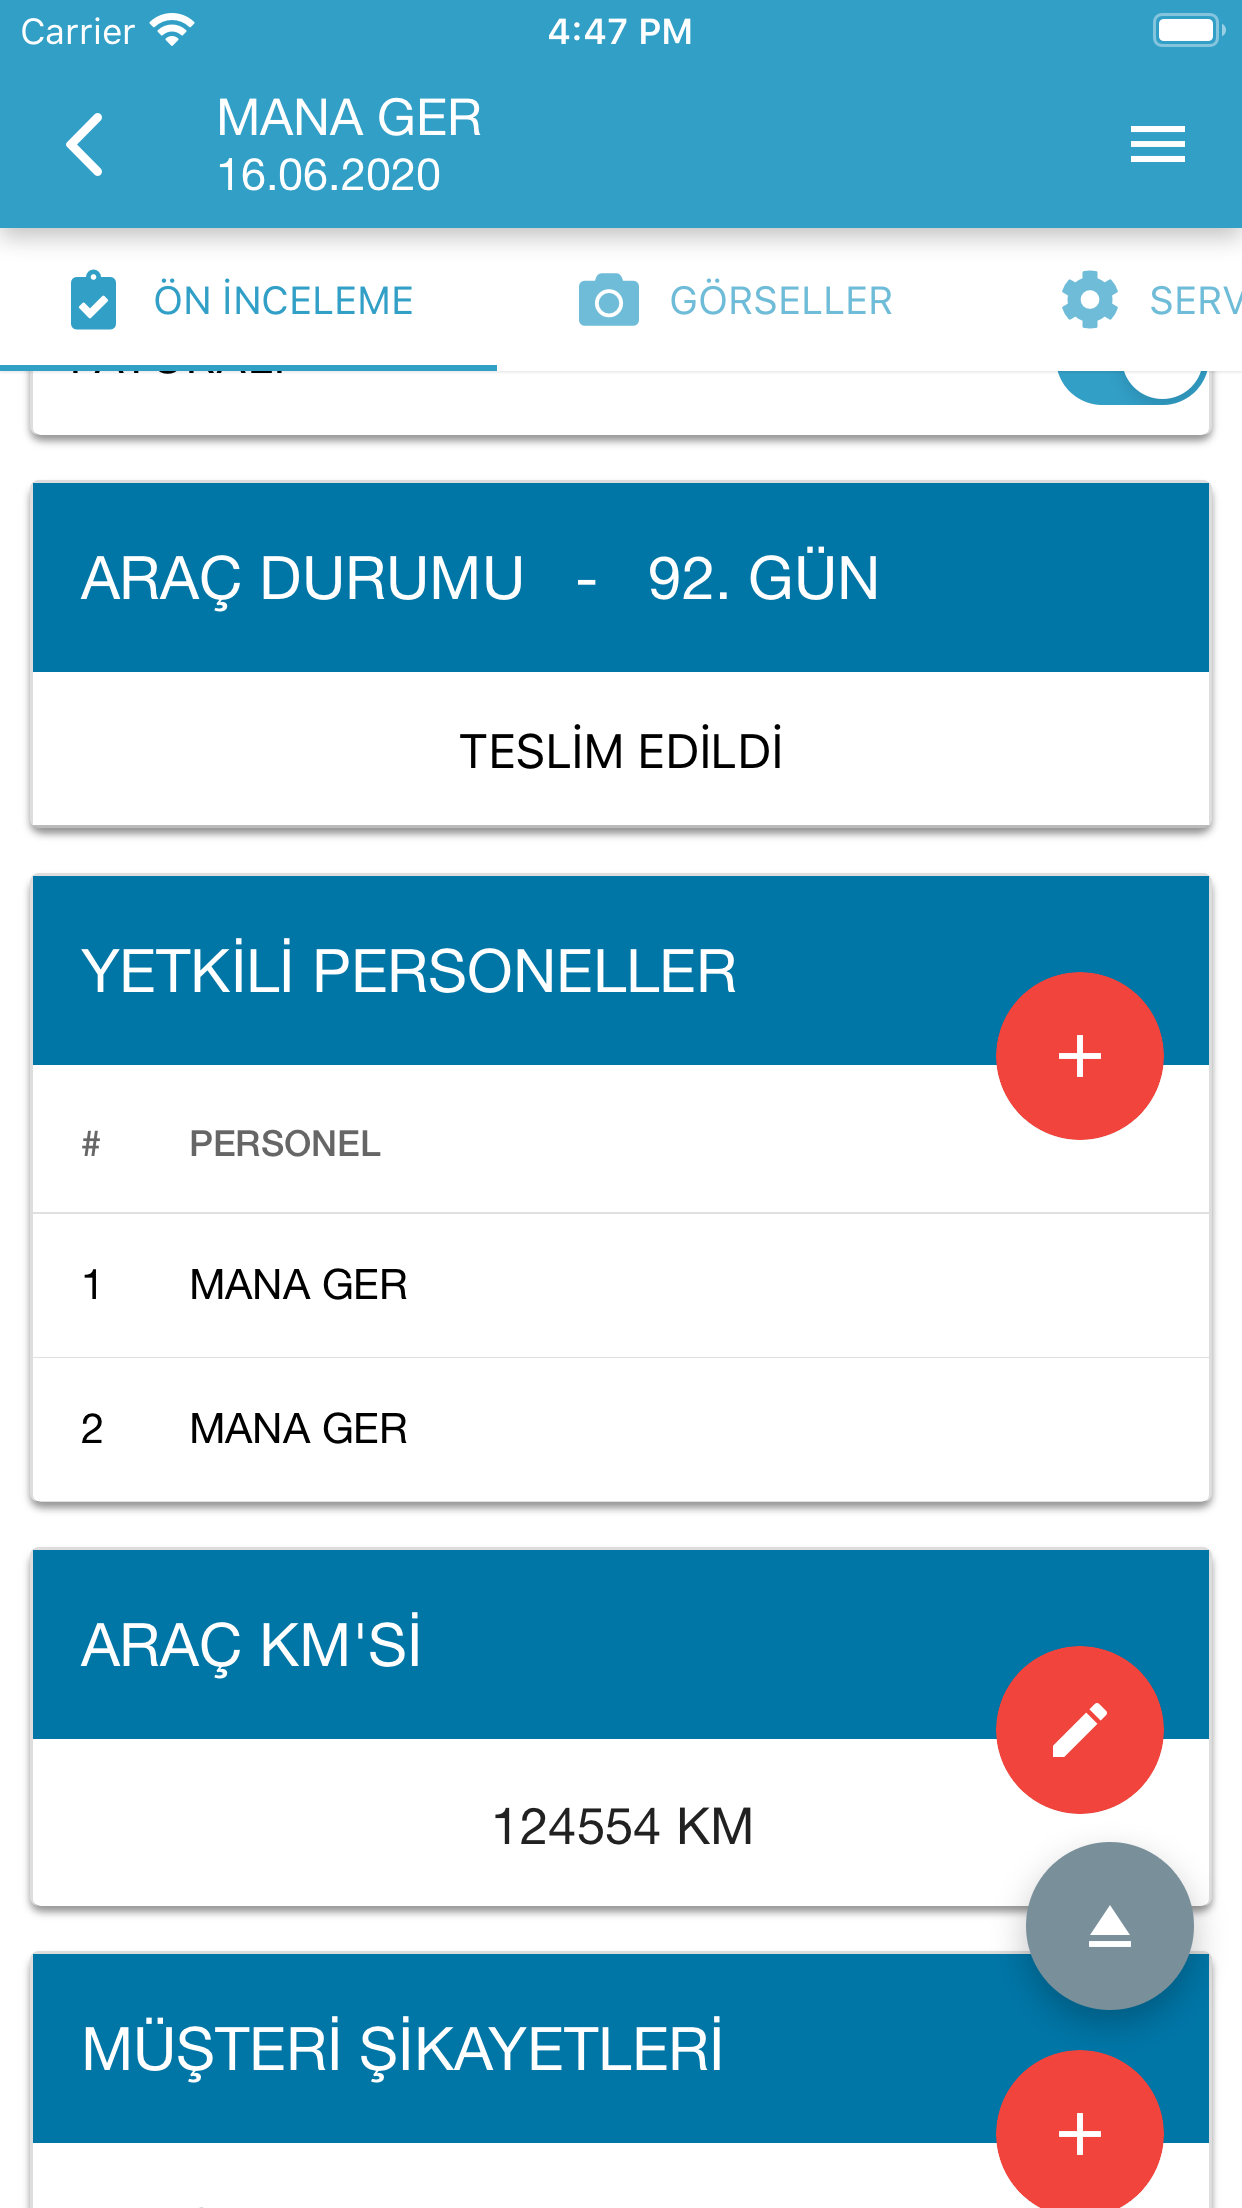 Carrier 4:47 PM
MANA GER
16.06.2020
ÖN İNCELEME GÖRSELLER SERV
ARAÇ DURUMU - 92. GÜN
TESLİM EDİLDİ
YETKİLİ PERSONELLER
# PERSONEL
1 MANA GER
2 MANA GER
ARAÇ KM'Sİ
124554 KM
MÜŞTERİ ŞİKAYETLERİ